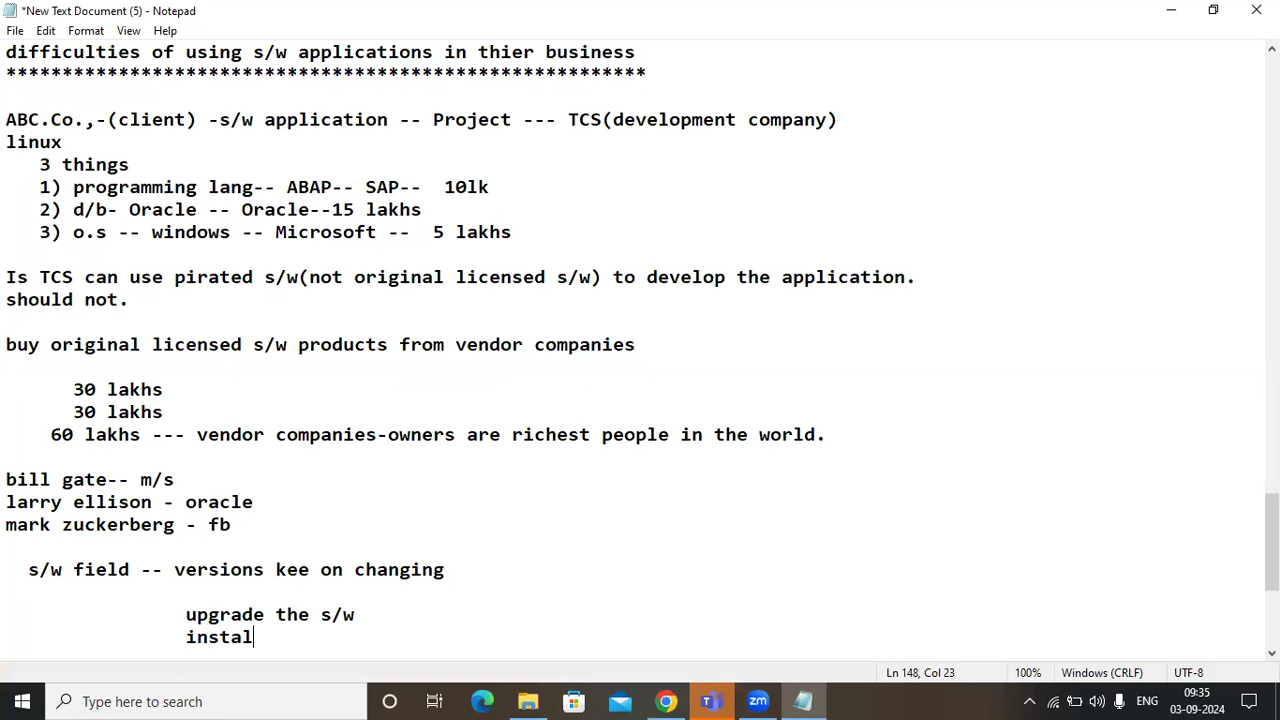 *New Text Document (5) - Notepad
File Edit Format View Help
difficulties of using s/w applications in thier business
*********************************************************
ABC.Co.,-(client) -s/w application -- Project --- TCS(development company)
linux
3 things
1) programming lang-- ABAP-- SAP-- 10lk
2) d/b- Oracle -- Oracle--15 lakhs
3) o.s -- windows -- Microsoft -- 5 lakhs
Is TCS can use pirated s/w(not original licensed s/w) to develop the application.
should not.
buy original licensed s/w products from vendor companies
30 lakhs
30 lakhs
60 lakhs --- vendor companies-owners are richest people in the world.
bill gate-- m/s
larry ellison - oracle
mark zuckerberg - fb
s/w field -- versions kee on changing
upgrade the s/w
instal
Ln 148, Col 23 100% Windows (CRLF) UTF-8
Type here to search
ENG
09:35
03-09-2024